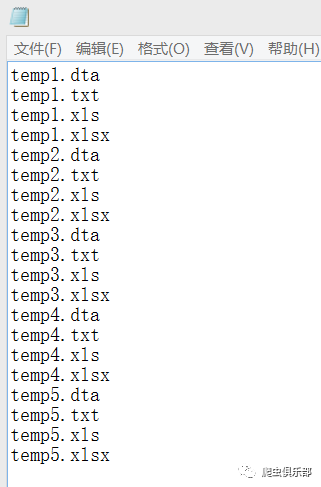 文件(F) 编辑(E) 格式(O) 查看(V) 帮助(H)
temp1.dta
temp1.txt
temp1.xls
temp1.xlsx
temp2.dta
temp2.txt
temp2.xls
temp2.xlsx
temp3.dta
temp3.txt
temp3.xls
temp3.xlsx
temp4.dta
temp4.txt
temp4.xls
temp4.xlsx
temp5.dta
temp5.txt
temp5.xls
temp5.xlsx
爬虫俱乐部